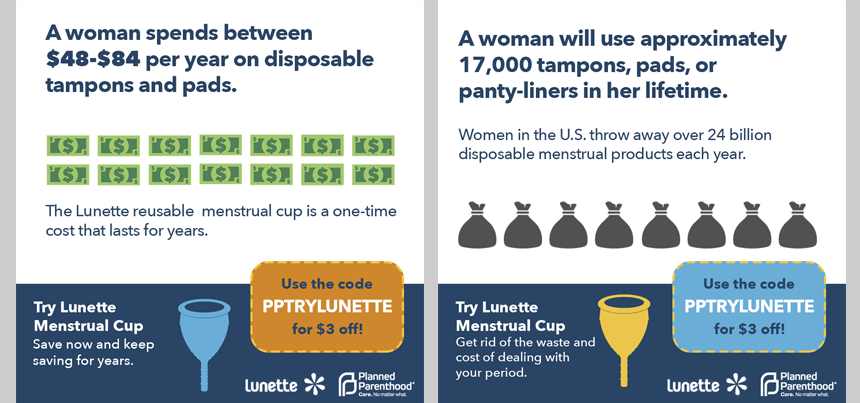 A woman spends between
$48-$84 per year on disposable
tampons and pads.
The Lunette reusable menstrual cup is a one-time
cost that lasts for years.
Try Lunette
Menstrual Cup
Save now and keep
saving for years.
Use the code
PPTRYLUNETTE
for $3 off!
Lunette
Planned
Parenthood®
Care. No matter what.
A woman will use approximately
17,000 tampons, pads, or
panty-liners in her lifetime.
Women in the U.S. throw away over 24 billion
disposable menstrual products each year.
Try Lunette
Menstrual Cup
Get rid of the waste and
cost of dealing with
your period.
Use the code
PPTRYLUNETTE
for $3 off!
Lunette
Planned
Parenthood®
Care. No matter what.